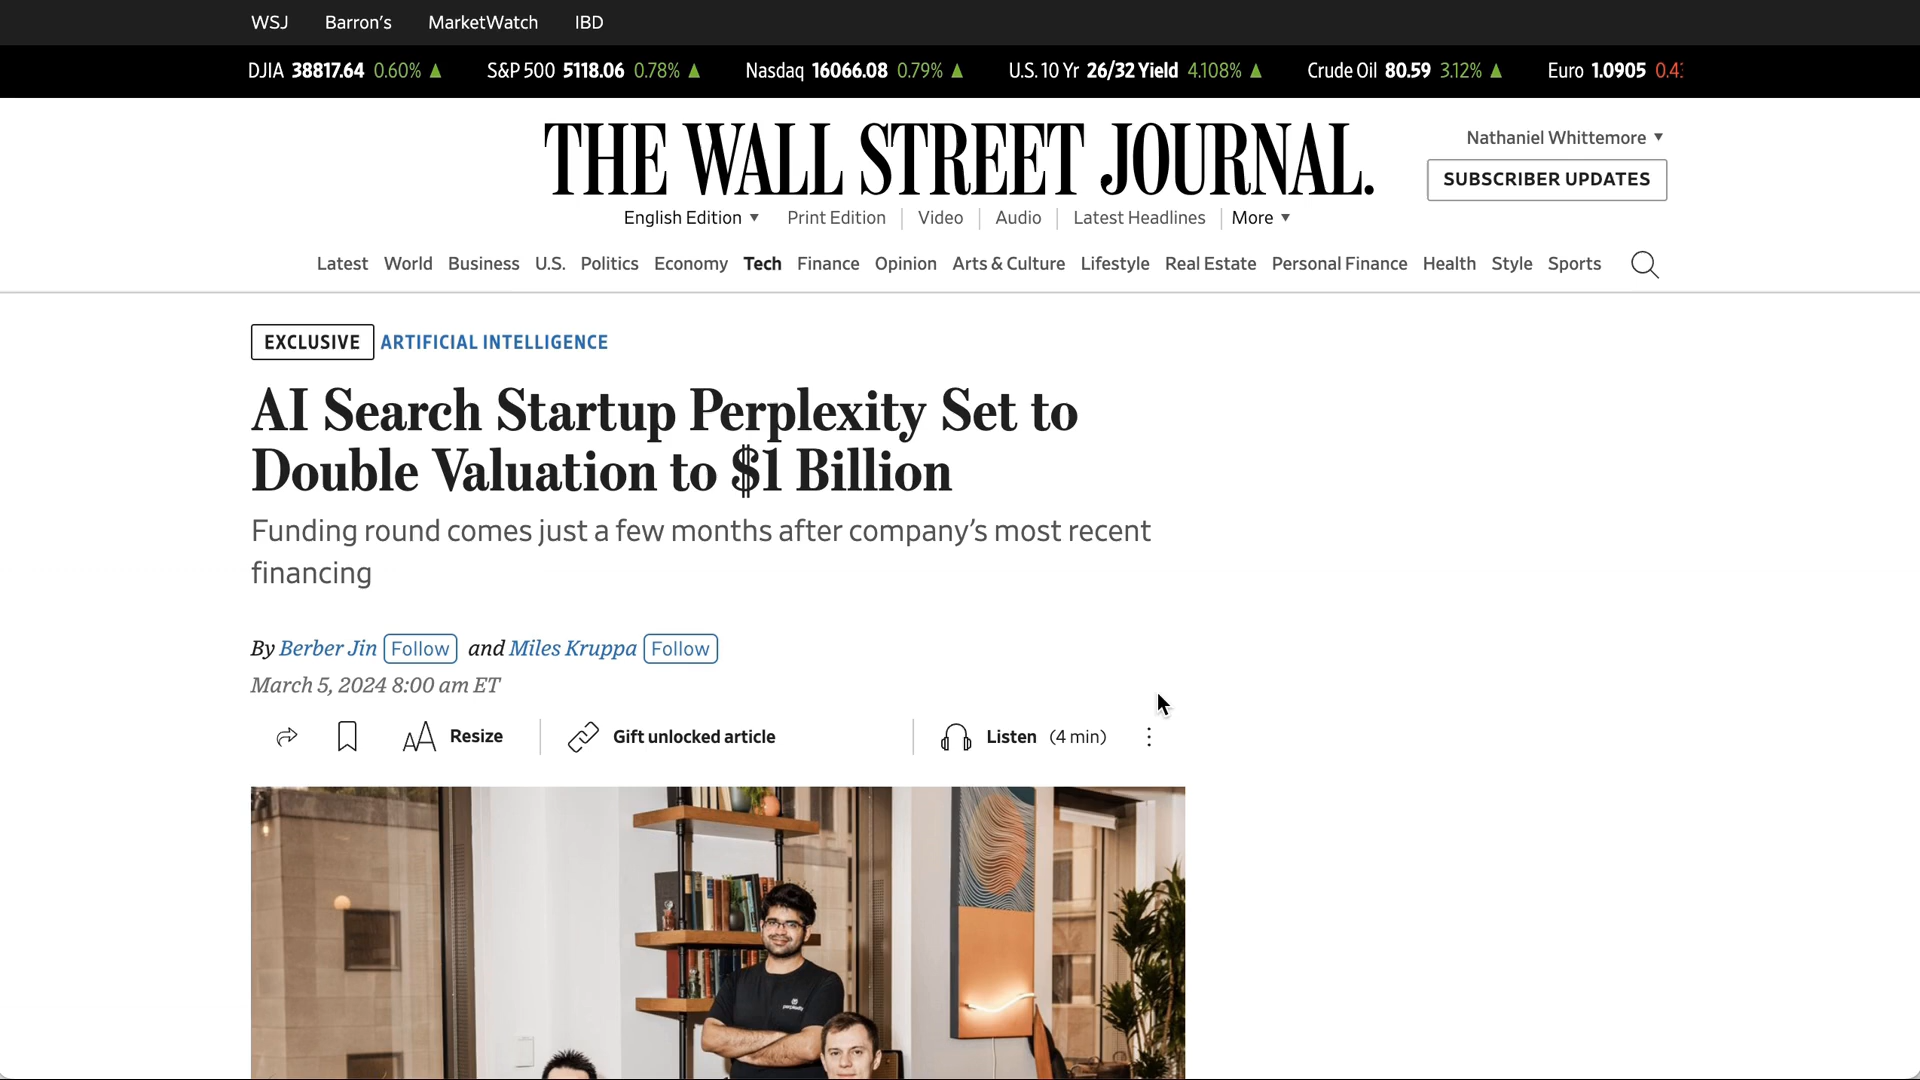 WSJ Barron's MarketWatch IBD
DJIA 38817.64 0.60% ▲ S&P 500 5118.06 0.78% ▲ Nasdaq 16066.08 0.79% ▲ U.S. 10 Yr 26/32 Yield 4.108% ▲ Crude Oil 80.59 3.12% ▲ Euro 1.0905
THE WALL STREET JOURNAL.
Nathaniel Whittemore ▼
SUBSCRIBER UPDATES
English Edition ▼ Print Edition Video Audio Latest Headlines More ▼
Latest World Business U.S. Politics Economy Tech Finance Opinion Arts & Culture Lifestyle Real Estate Personal Finance Health Style Sports
EXCLUSIVE ARTIFICIAL INTELLIGENCE
AI Search Startup Perplexity Set to
Double Valuation to $1 Billion
Funding round comes just a few months after company’s most recent
financing
By Berber Jin Follow and Miles Kruppa Follow
March 5, 2024 8:00 am ET
AA Resize Gift unlocked article Listen (4 min)
perplexity